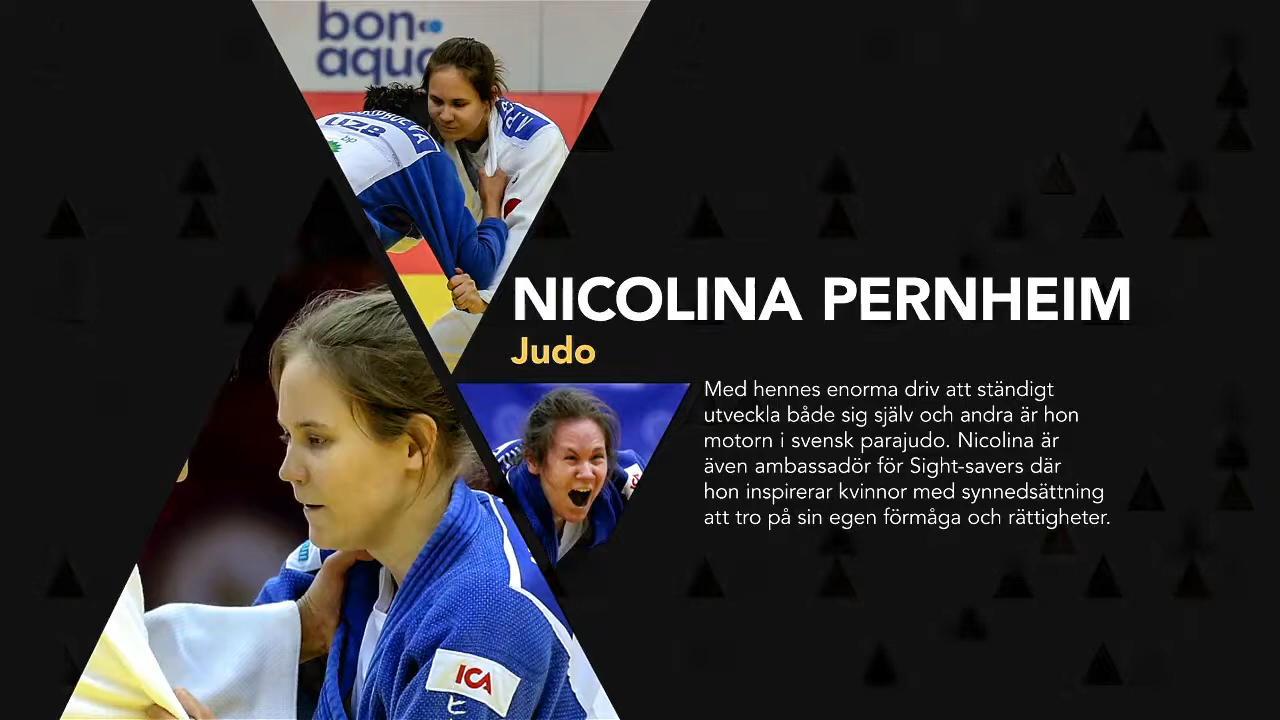 bon
aqua
UZB
NICOLINA PERNHEIM
Judo
Med hennes enorma driv att ständigt
utveckla både sig själv och andra är hon
motorn i svensk parajudo. Nicolina är
även ambassadör för Sight-savers där
hon inspirerar kvinnor med synnedsättning
att tro på sin egen förmåga och rättigheter.
ICA
ICA